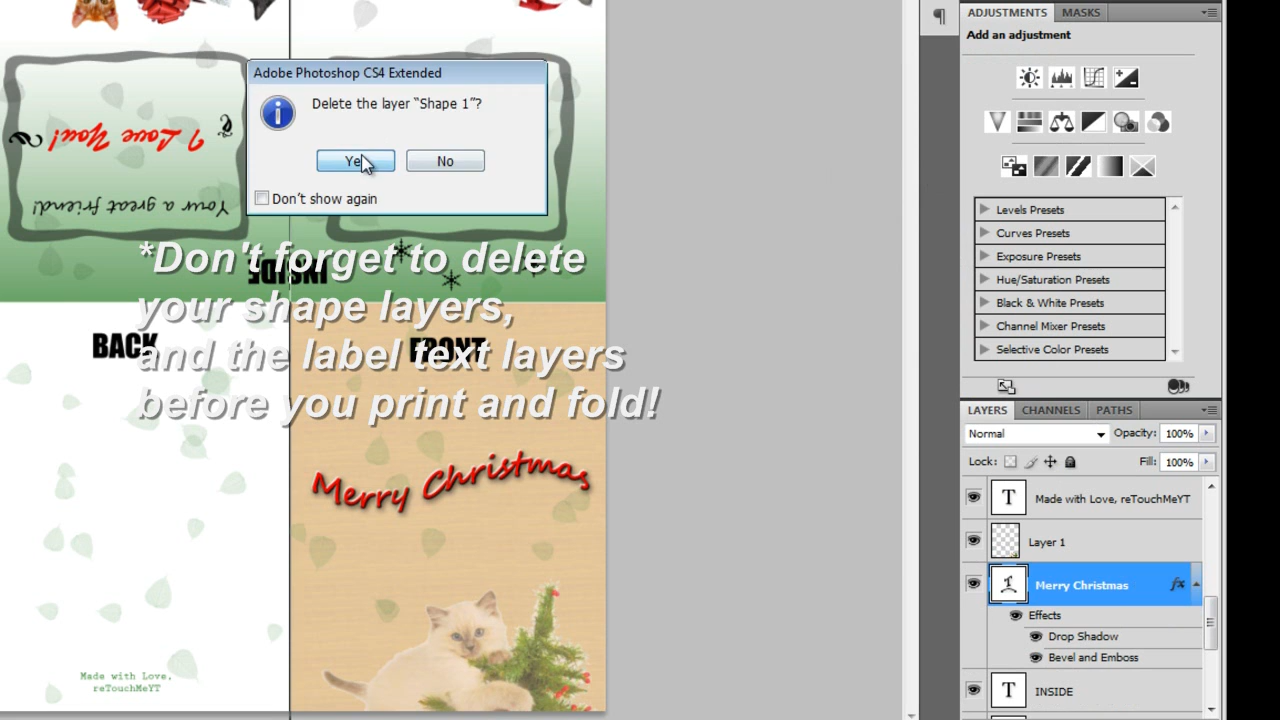 Adobe Photoshop CS4 Extended
Delete the layer "Shape 1"?
Yes
No
Don't show again
I Love You!
Your a great friend!
INSIDE
*Don't forget to delete
your shape layers,
and the label text layers
before you print and fold!
BACK
FRONT
Merry Christmas
Made with Love,
reTouchMeYT
ADJUSTMENTS MASKS
Add an adjustment
Levels Presets
Curves Presets
Exposure Presets
Hue/Saturation Presets
Black & White Presets
Channel Mixer Presets
Selective Color Presets
LAYERS CHANNELS PATHS
Normal Opacity: 100%
Lock: Fill: 100%
T Made with Love, reTouchMeYT
Layer 1
T Merry Christmas fx
Effects
Drop Shadow
Bevel and Emboss
T INSIDE